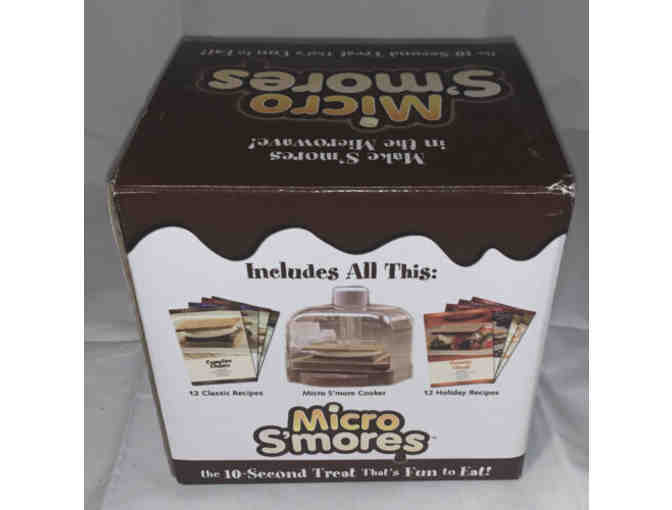 the 10 Second Treat That's Fun to Eat!
Micro
S'mores
Make S'mores
in the Microwave!
Includes All This:
12 Classic Recipes
Micro S'more Cooker
12 Holiday Recipes
Micro
S'mores™
the 10-Second Treat That's Fun to Eat!